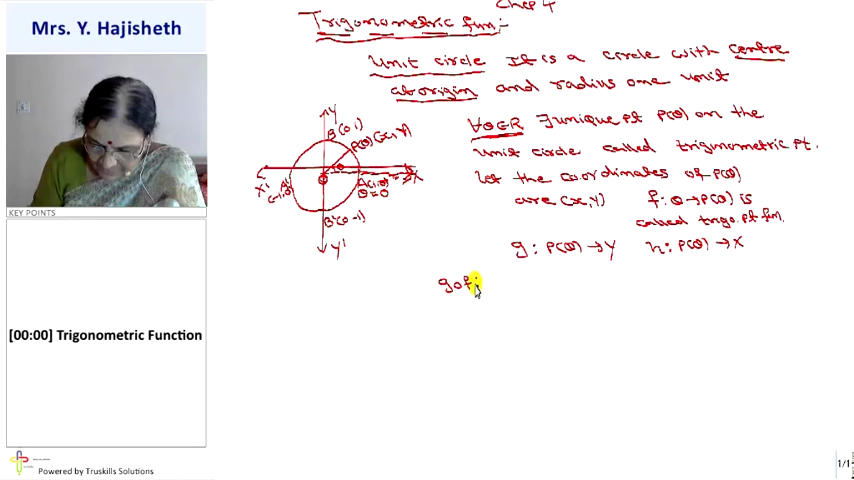 Mrs. Y. Hajisheth
KEY POINTS
[00:00] Trigonometric Function
Powered by Truskills Solutions
Chap 4
Trigonometric fun:-
Unit circle It is a circle with centre
at origin and radius one unit
∀θ∈R ∃ unique pt P(θ) on the
unit circle called trigonometric pt.
let the coordinates of P(θ)
are (x,y) f: θ→P(θ) is
called trigo. pt fun.
g: P(θ)→y h: P(θ)→x
gof:
Y
B(0,1)
P(θ)(x,y)
X'
A'(-1,0)
A(1,0)
X
θ=0
B'(0-1)
Y'
1/1